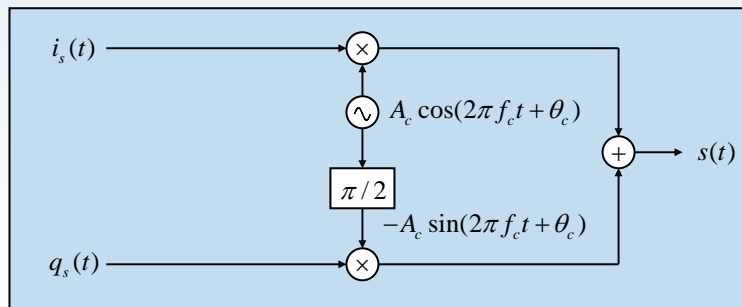 i_s(t)
×
A_c cos(2π f_c t + θ_c)
+
s(t)
π / 2
−A_c sin(2π f_c t + θ_c)
q_s(t)
×